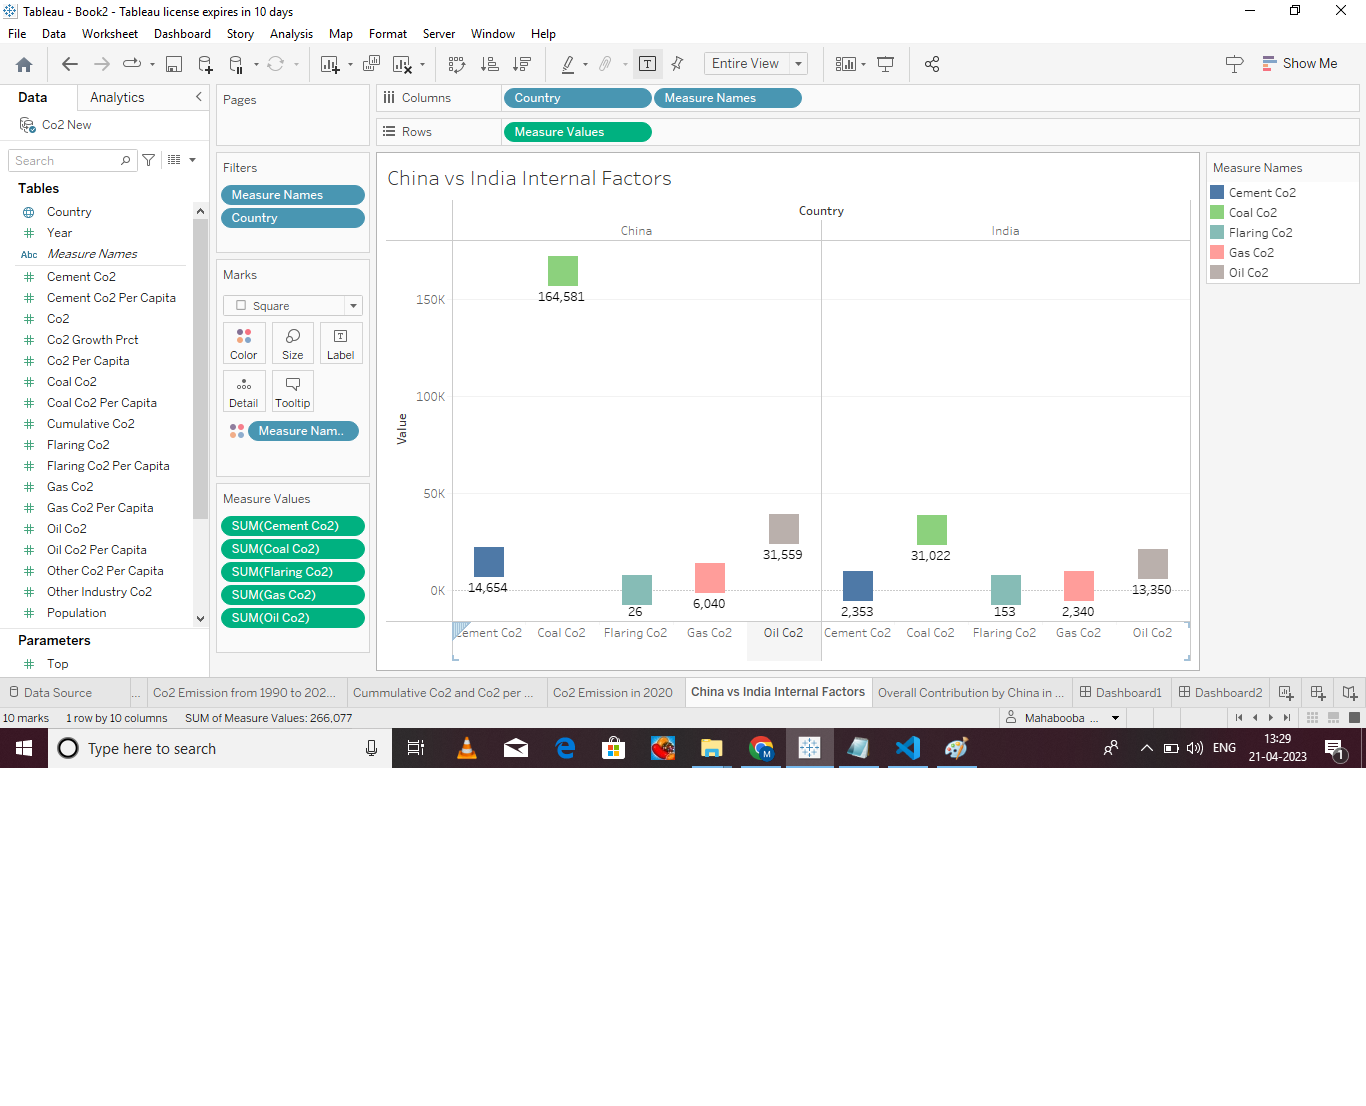 Tableau - Book2 - Tableau license expires in 10 days
File Data Worksheet Dashboard Story Analysis Map Format Server Window Help
Entire View
Show Me
Data Analytics
Co2 New
Search
Tables
Country
Year
Abc Measure Names
Cement Co2
Cement Co2 Per Capita
Co2
Co2 Growth Prct
Co2 Per Capita
Coal Co2
Coal Co2 Per Capita
Cumulative Co2
Flaring Co2
Flaring Co2 Per Capita
Gas Co2
Gas Co2 Per Capita
Oil Co2
Oil Co2 Per Capita
Other Co2 Per Capita
Other Industry Co2
Population
Parameters
Top
Pages
Filters
Measure Names
Country
Marks
Square
Color Size Label
Detail Tooltip
Measure Nam..
Measure Values
SUM(Cement Co2)
SUM(Coal Co2)
SUM(Flaring Co2)
SUM(Gas Co2)
SUM(Oil Co2)
Columns Country Measure Names
Rows Measure Values
China vs India Internal Factors
Country
China India
Value
150K
100K
50K
0K
164,581
14,654
26
6,040
31,559
2,353
31,022
153
2,340
13,350
Cement Co2 Coal Co2 Flaring Co2 Gas Co2 Oil Co2 Cement Co2 Coal Co2 Flaring Co2 Gas Co2 Oil Co2
Measure Names
Cement Co2
Coal Co2
Flaring Co2
Gas Co2
Oil Co2
Data Source ... Co2 Emission from 1990 to 202... Cummulative Co2 and Co2 per ... Co2 Emission in 2020 China vs India Internal Factors Overall Contribution by China in ... Dashboard1 Dashboard2
10 marks 1 row by 10 columns SUM of Measure Values: 266,077 Mahabooba ...
Type here to search
M
ENG
13:29
21-04-2023
1